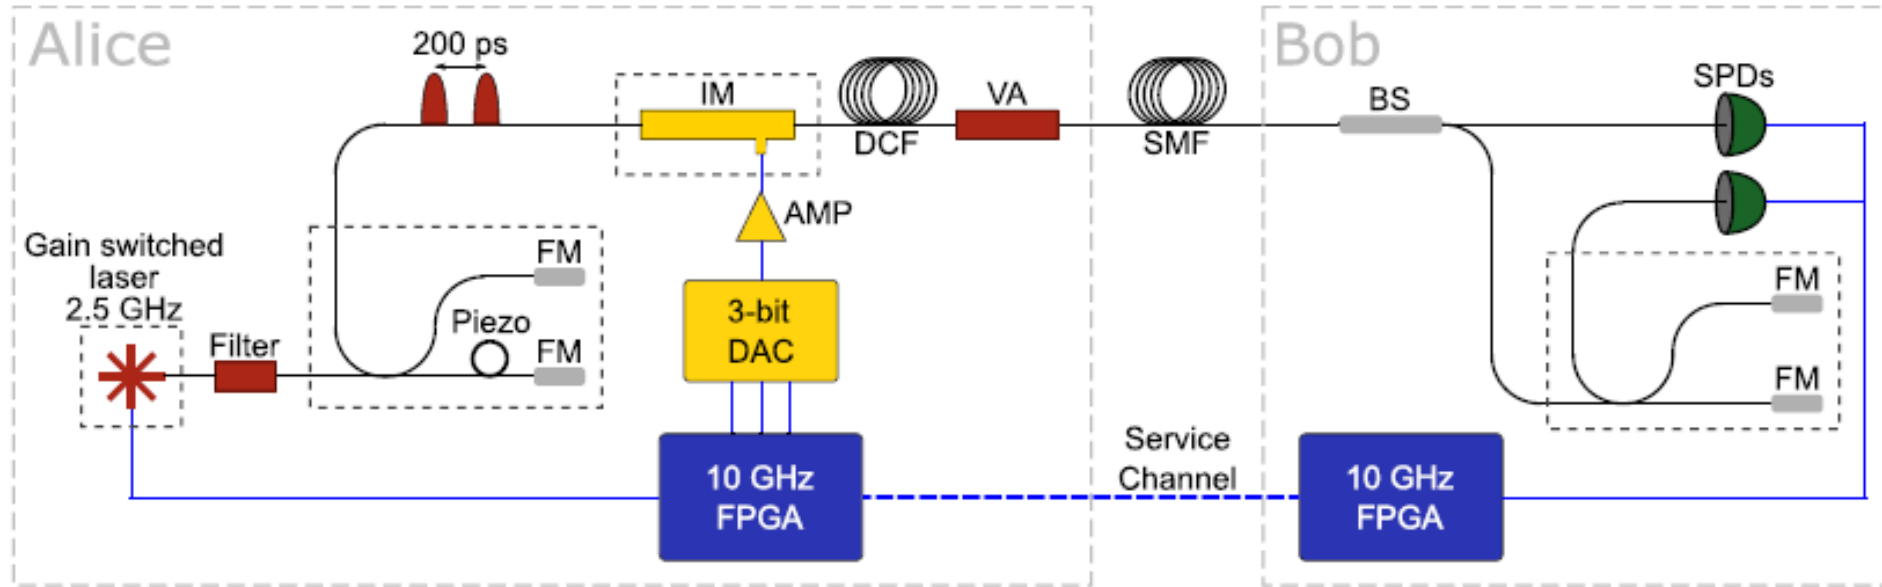 Alice
200 ps
IM
DCF
VA
SMF
Bob
BS
SPDs
AMP
Gain switched
laser
2.5 GHz
Filter
FM
Piezo
FM
3-bit
DAC
10 GHz
FPGA
Service
Channel
10 GHz
FPGA
FM
FM